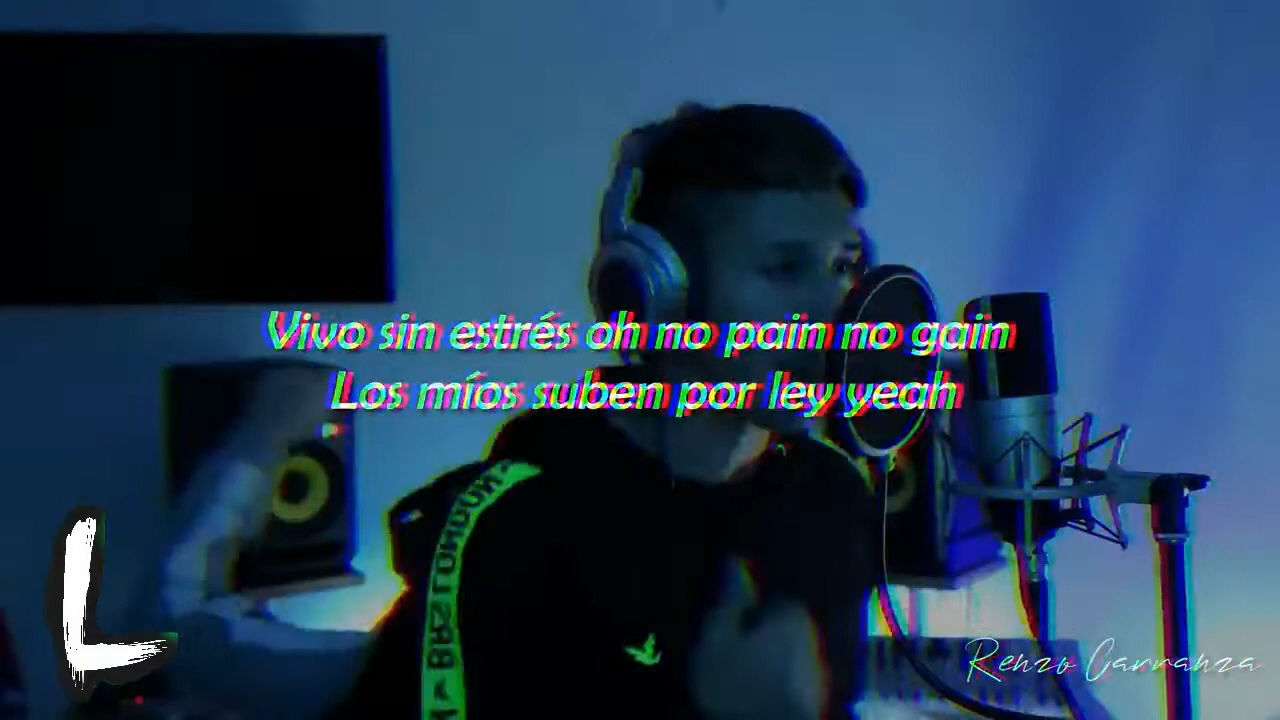 Vivo sin estrés oh no pain no gain
Los míos suben por ley yeah
L
Renzo Carranza